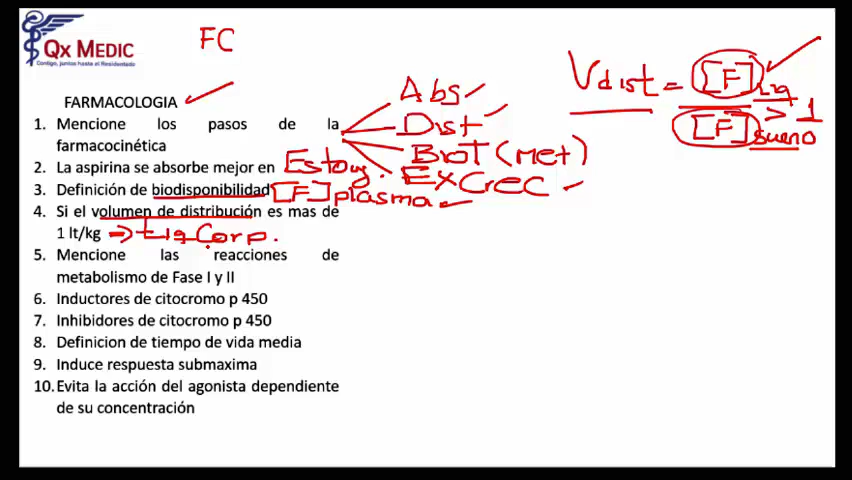 QX MEDIC
Contigo, juntos hasta el Residentado
FC
FARMACOLOGIA
1. Mencione los pasos de la
farmacocinética
2. La aspirina se absorbe mejor en
3. Definición de biodisponibilidad
4. Si el volumen de distribución es mas de
1 lt/kg
5. Mencione las reacciones de
metabolismo de Fase I y II
6. Inductores de citocromo p 450
7. Inhibidores de citocromo p 450
8. Definicion de tiempo de vida media
9. Induce respuesta submaxima
10. Evita la acción del agonista dependiente
de su concentración
Abs
Dist
BioT (Met)
Excrec
[F] plasma
⇒ Liq Corp.
Vdist = [F] Liq > 1
[F] sueno